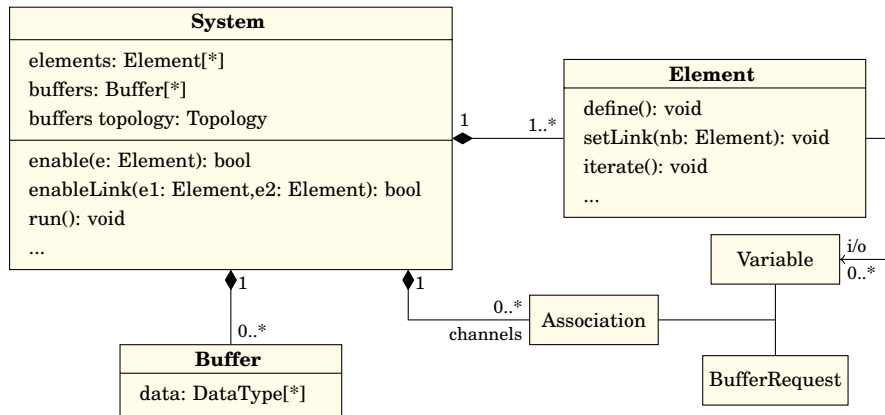 System
elements: Element[*]
buffers: Buffer[*]
buffers topology: Topology
enable(e: Element): bool
enableLink(e1: Element,e2: Element): bool
run(): void
...
1
1..*
Element
define(): void
setLink(nb: Element): void
iterate(): void
...
Variable
i/o
0..*
1
0..*
1
0..*
channels
Association
Buffer
data: DataType[*]
BufferRequest